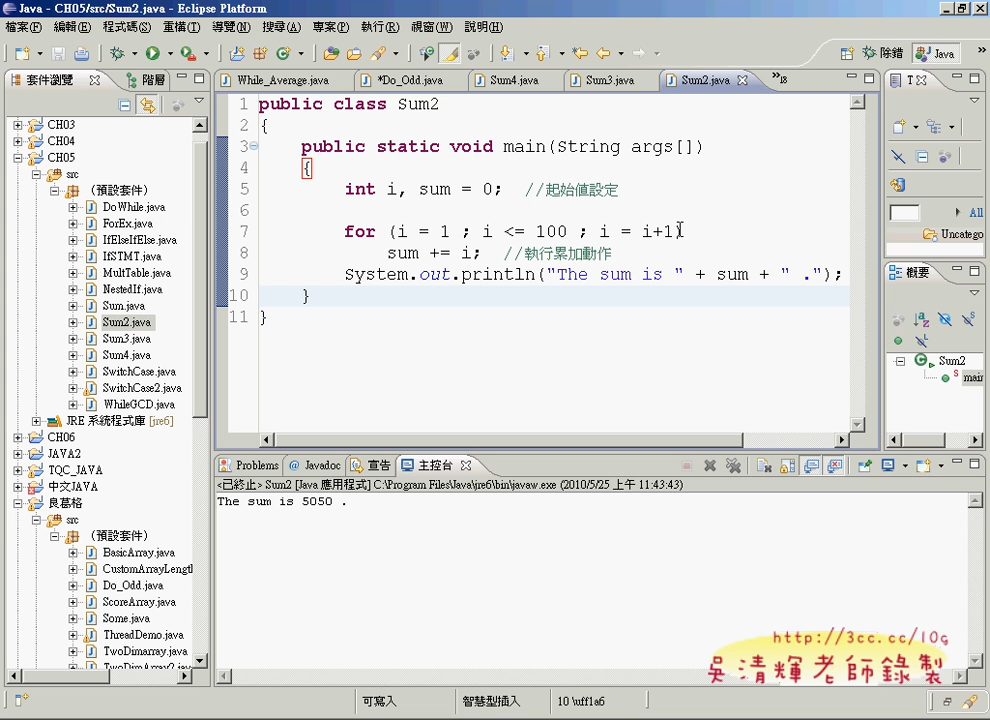 Java - CH05/src/Sum2.java - Eclipse Platform
檔案(F) 編輯(E) 程式碼(S) 重構(T) 導覽(N) 搜尋(A) 專案(P) 執行(R) 視窗(W) 說明(H)
除錯 Java
套件瀏覽 階層
While_Average.java *Do_Odd.java Sum4.java Sum3.java Sum2.java »18
CH03
CH04
CH05
src
(預設套件)
DoWhile.java
ForEx.java
IfElseIfElse.java
IfSTMT.java
MultTable.java
NestedIf.java
Sum.java
Sum2.java
Sum3.java
Sum4.java
SwitchCase.java
SwitchCase2.java
WhileGCD.java
JRE 系統程式庫 [jre6]
CH06
JAVA2
TQC_JAVA
中文JAVA
良葛格
src
(預設套件)
BasicArray.java
CustomArrayLengtl
Do_Odd.java
ScoreArray.java
Some.java
ThreadDemo.java
TwoDimarray.java
TwoDimArray2.java
1 public class Sum2
2 {
3 public static void main(String args[])
4 {
5 int i, sum = 0; //起始值設定
6
7 for (i = 1 ; i <= 100 ; i = i+1)
8 sum += i; //執行累加動作
9 System.out.println("The sum is " + sum + " .");
10 }
11 }
All
Uncatego
概要
Sum2
main
Problems Javadoc 宣告 主控台
<已終止> Sum2 [Java 應用程式] C:\Program Files\Java\jre6\bin\javaw.exe (2010/5/25 上午 11:43:43)
The sum is 5050 .
http://3cc.cc/10g
吳清輝老師錄製
可寫入 智慧型插入 10 \uff1a6